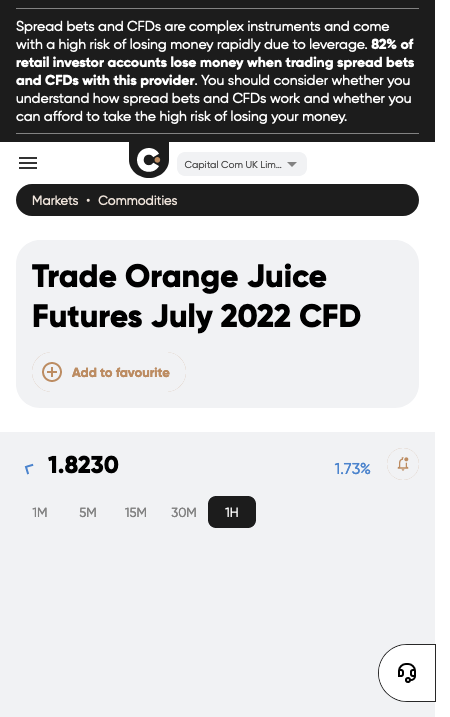 Spread bets and CFDs are complex instruments and come
with a high risk of losing money rapidly due to leverage. 82% of
retail investor accounts lose money when trading spread bets
and CFDs with this provider. You should consider whether you
understand how spread bets and CFDs work and whether you
can afford to take the high risk of losing your money.
Capital Com UK Lim...
Markets • Commodities
Trade Orange Juice
Futures July 2022 CFD
Add to favourite
1.8230
1.73%
1M 5M 15M 30M 1H